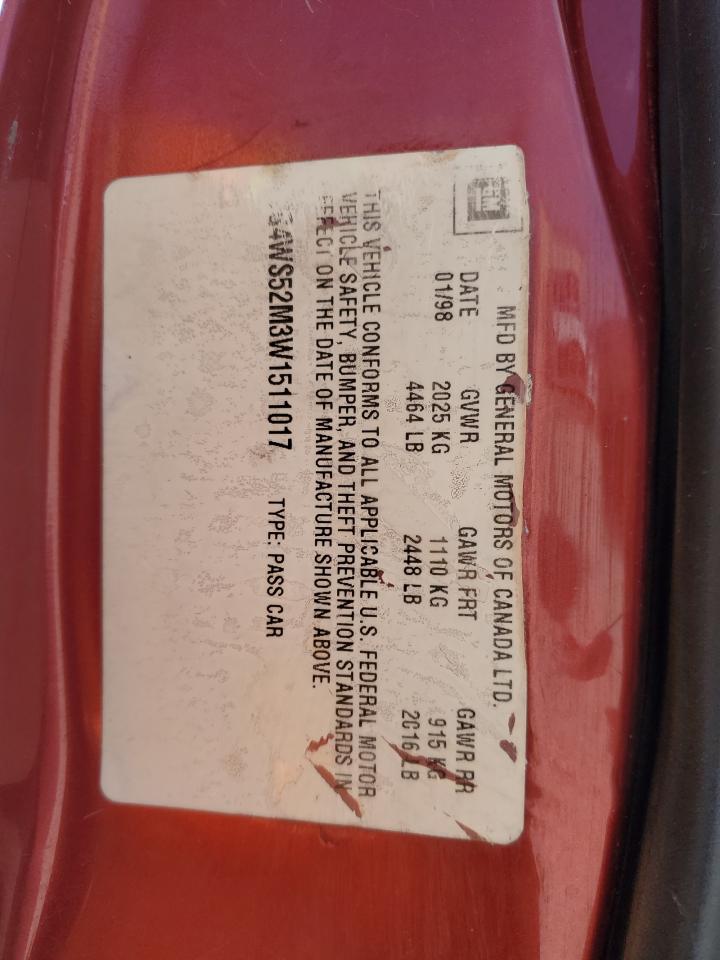 GM
MFD BY GENERAL MOTORS OF CANADA LTD.
DATE GVWR GAWR FRT GAWR RR
01/98 2025 KG 1110 KG 915 KG
4464 LB 2448 LB 2016 LB
THIS VEHICLE CONFORMS TO ALL APPLICABLE U.S. FEDERAL MOTOR
VEHICLE SAFETY, BUMPER, AND THEFT PREVENTION STANDARDS IN
EFFECT ON THE DATE OF MANUFACTURE SHOWN ABOVE.
G4WS52M3W1511017 TYPE: PASS CAR